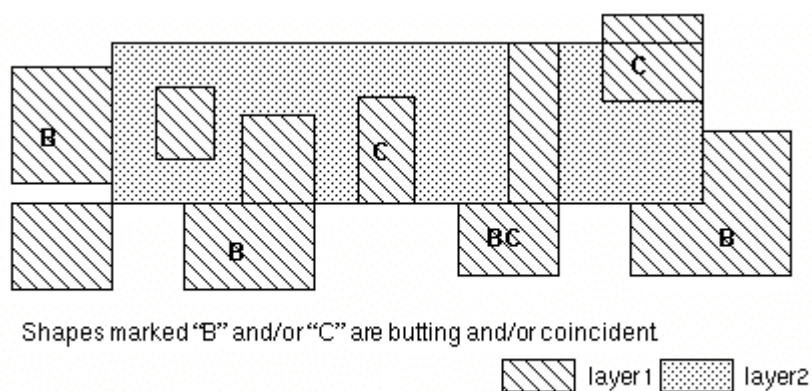 C
B
C
B
BC
B
Shapes marked “B” and/or “C” are butting and/or coincident.
layer1 layer2